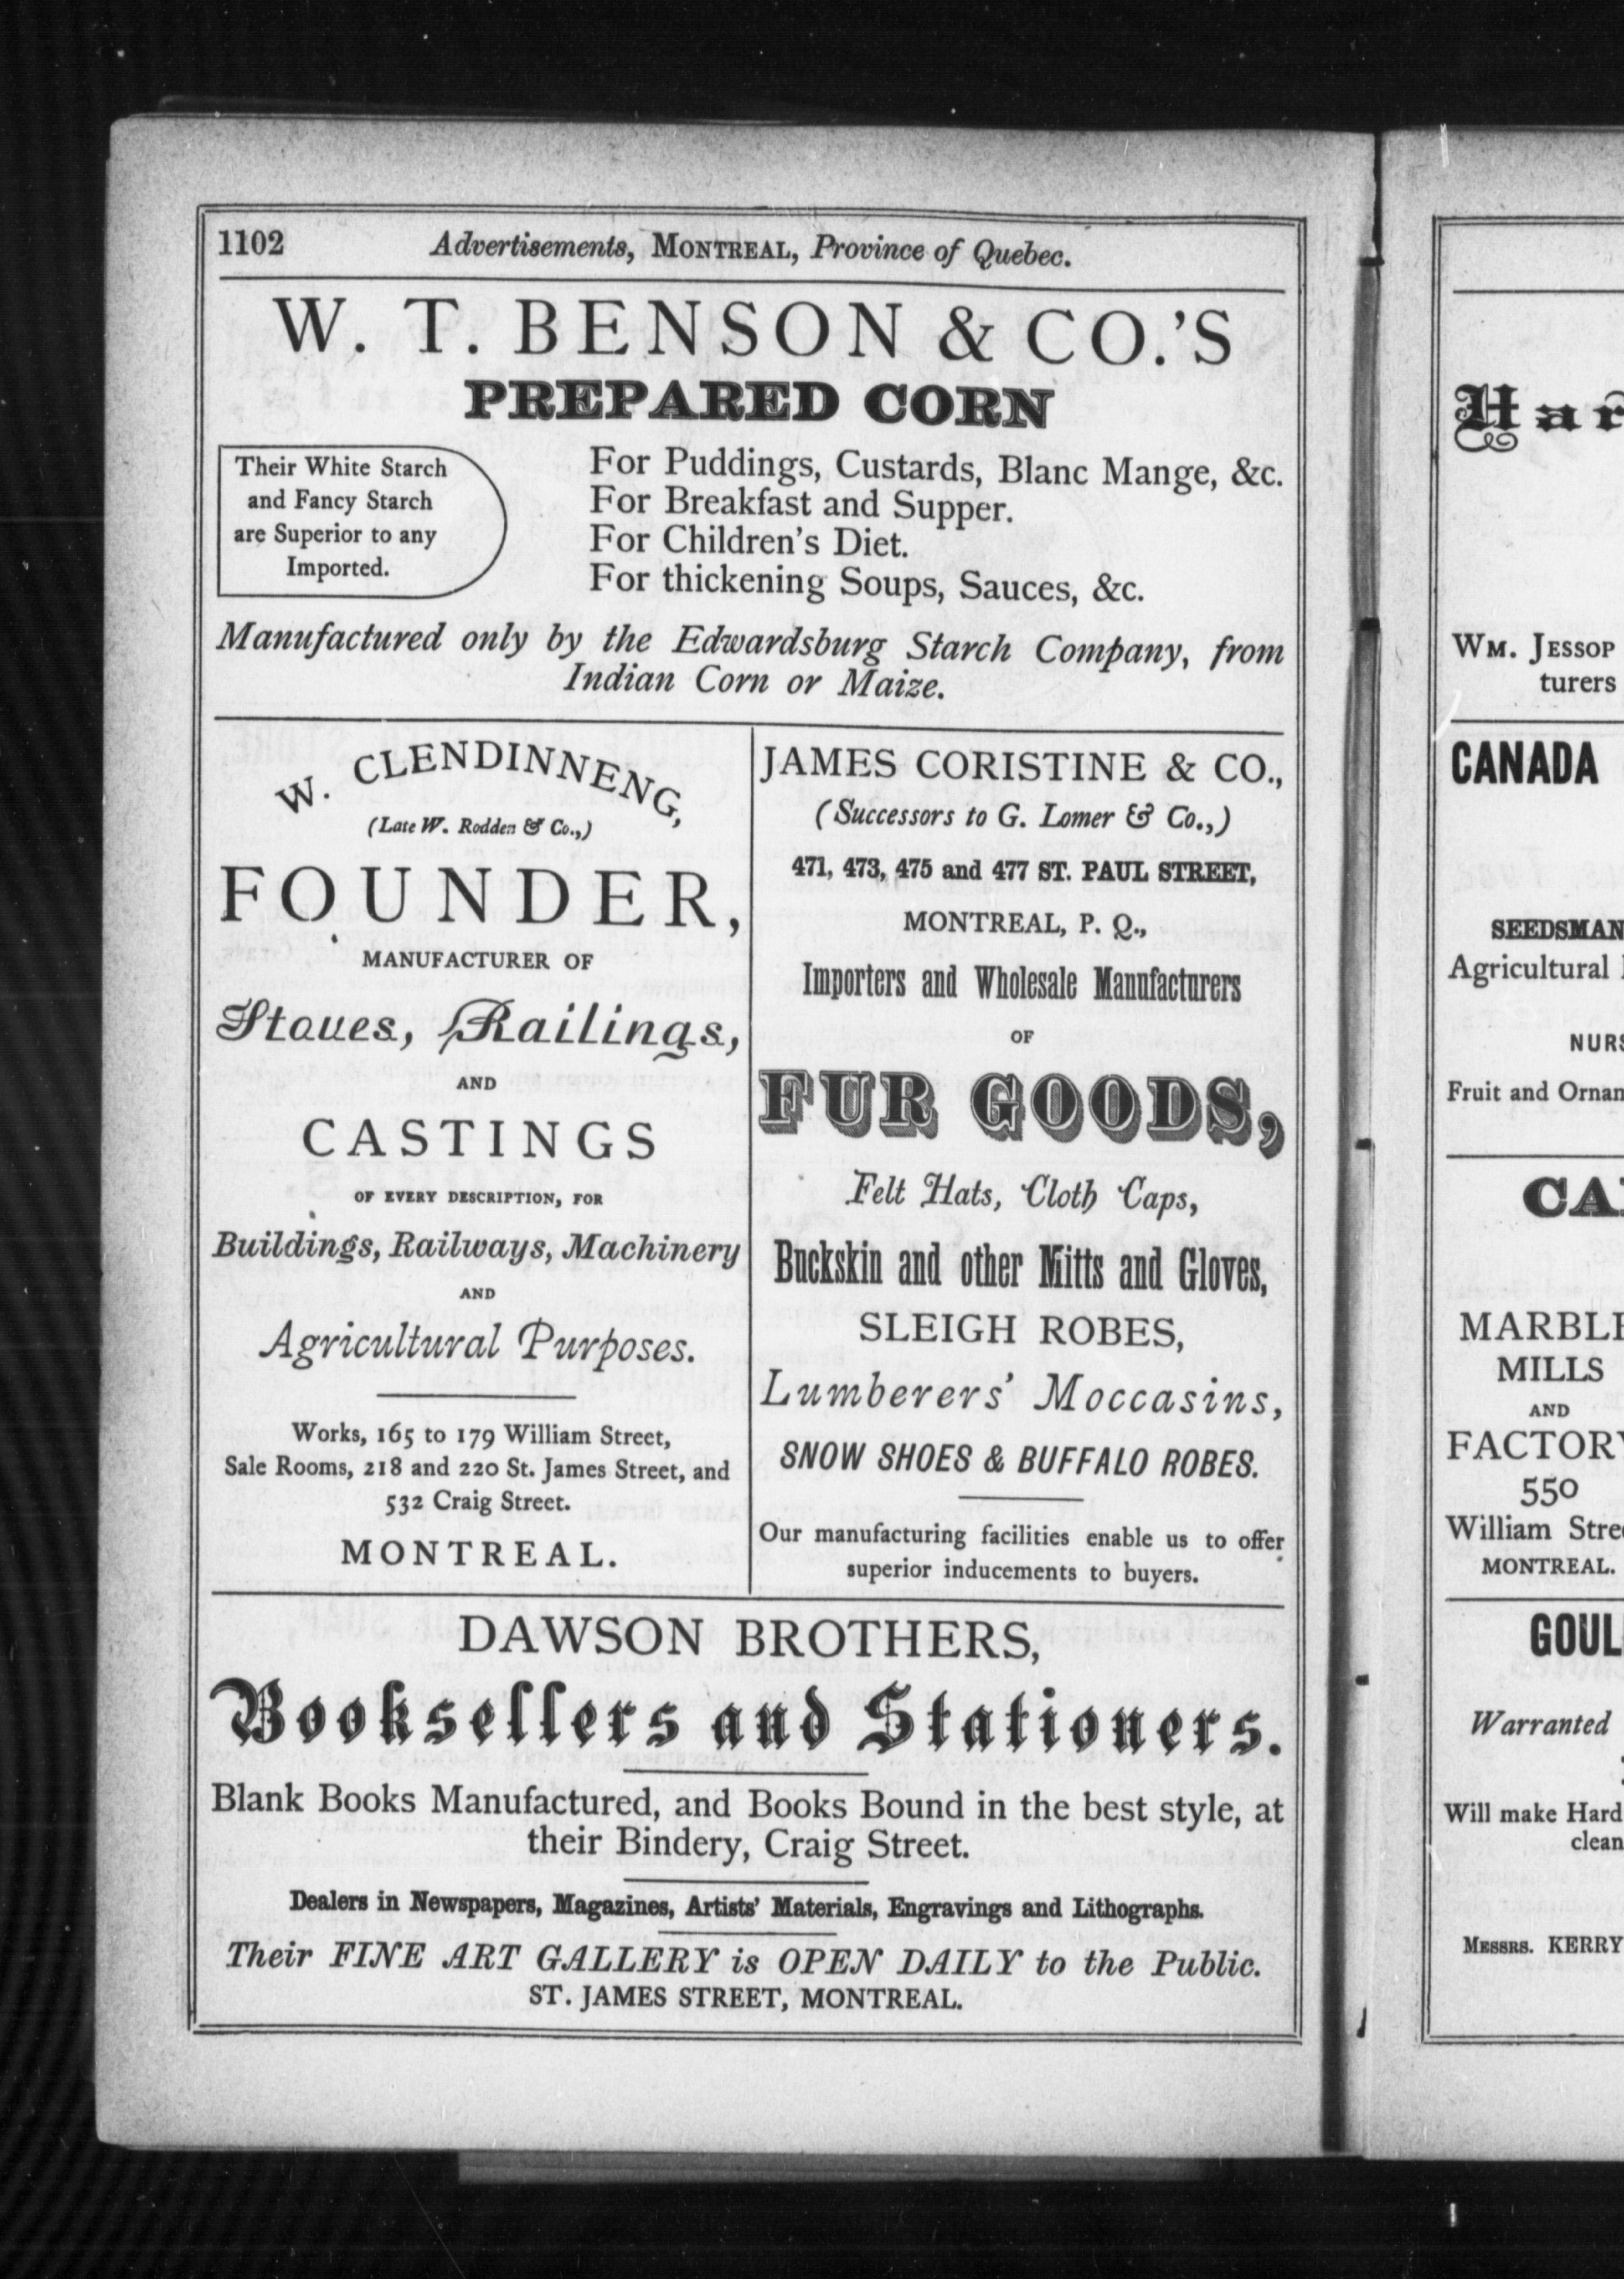 1102 Advertisements, MONTREAL, Province of Quebec.
W. T. BENSON & CO.'S
PREPARED CORN
Their White Starch
and Fancy Starch
are Superior to any
Imported.
For Puddings, Custards, Blanc Mange, &c.
For Breakfast and Supper.
For Children's Diet.
For thickening Soups, Sauces, &c.
Manufactured only by the Edwardsburg Starch Company, from
Indian Corn or Maize.
W. CLENDINNENG,
(Late W. Rodden & Co.,)
FOUNDER,
MANUFACTURER OF
Stoves, Railings,
AND
CASTINGS
OF EVERY DESCRIPTION, FOR
Buildings, Railways, Machinery
AND
Agricultural Purposes.
Works, 165 to 179 William Street,
Sale Rooms, 218 and 220 St. James Street, and
532 Craig Street.
MONTREAL.
JAMES CORISTINE & CO.,
(Successors to G. Lomer & Co.,)
471, 473, 475 and 477 ST. PAUL STREET,
MONTREAL, P. Q.,
Importers and Wholesale Manufacturers
OF
FUR GOODS,
Felt Hats, Cloth Caps,
Buckskin and other Mitts and Gloves,
SLEIGH ROBES,
Lumberers' Moccasins,
SNOW SHOES & BUFFALO ROBES.
Our manufacturing facilities enable us to offer
superior inducements to buyers.
DAWSON BROTHERS,
Booksellers and Stationers.
Blank Books Manufactured, and Books Bound in the best style, at
their Bindery, Craig Street.
Dealers in Newspapers, Magazines, Artists' Materials, Engravings and Lithographs.
Their FINE ART GALLERY is OPEN DAILY to the Public.
ST. JAMES STREET, MONTREAL.
WM. JESSOP
turers
CANADA
SEEDSMAN
Agricultural
Fruit and
MARBLE
MILLS
AND
FACTORY
550
William
MONTREAL.
Warranted
Will make Hard
clean
MESSRS. KERRY